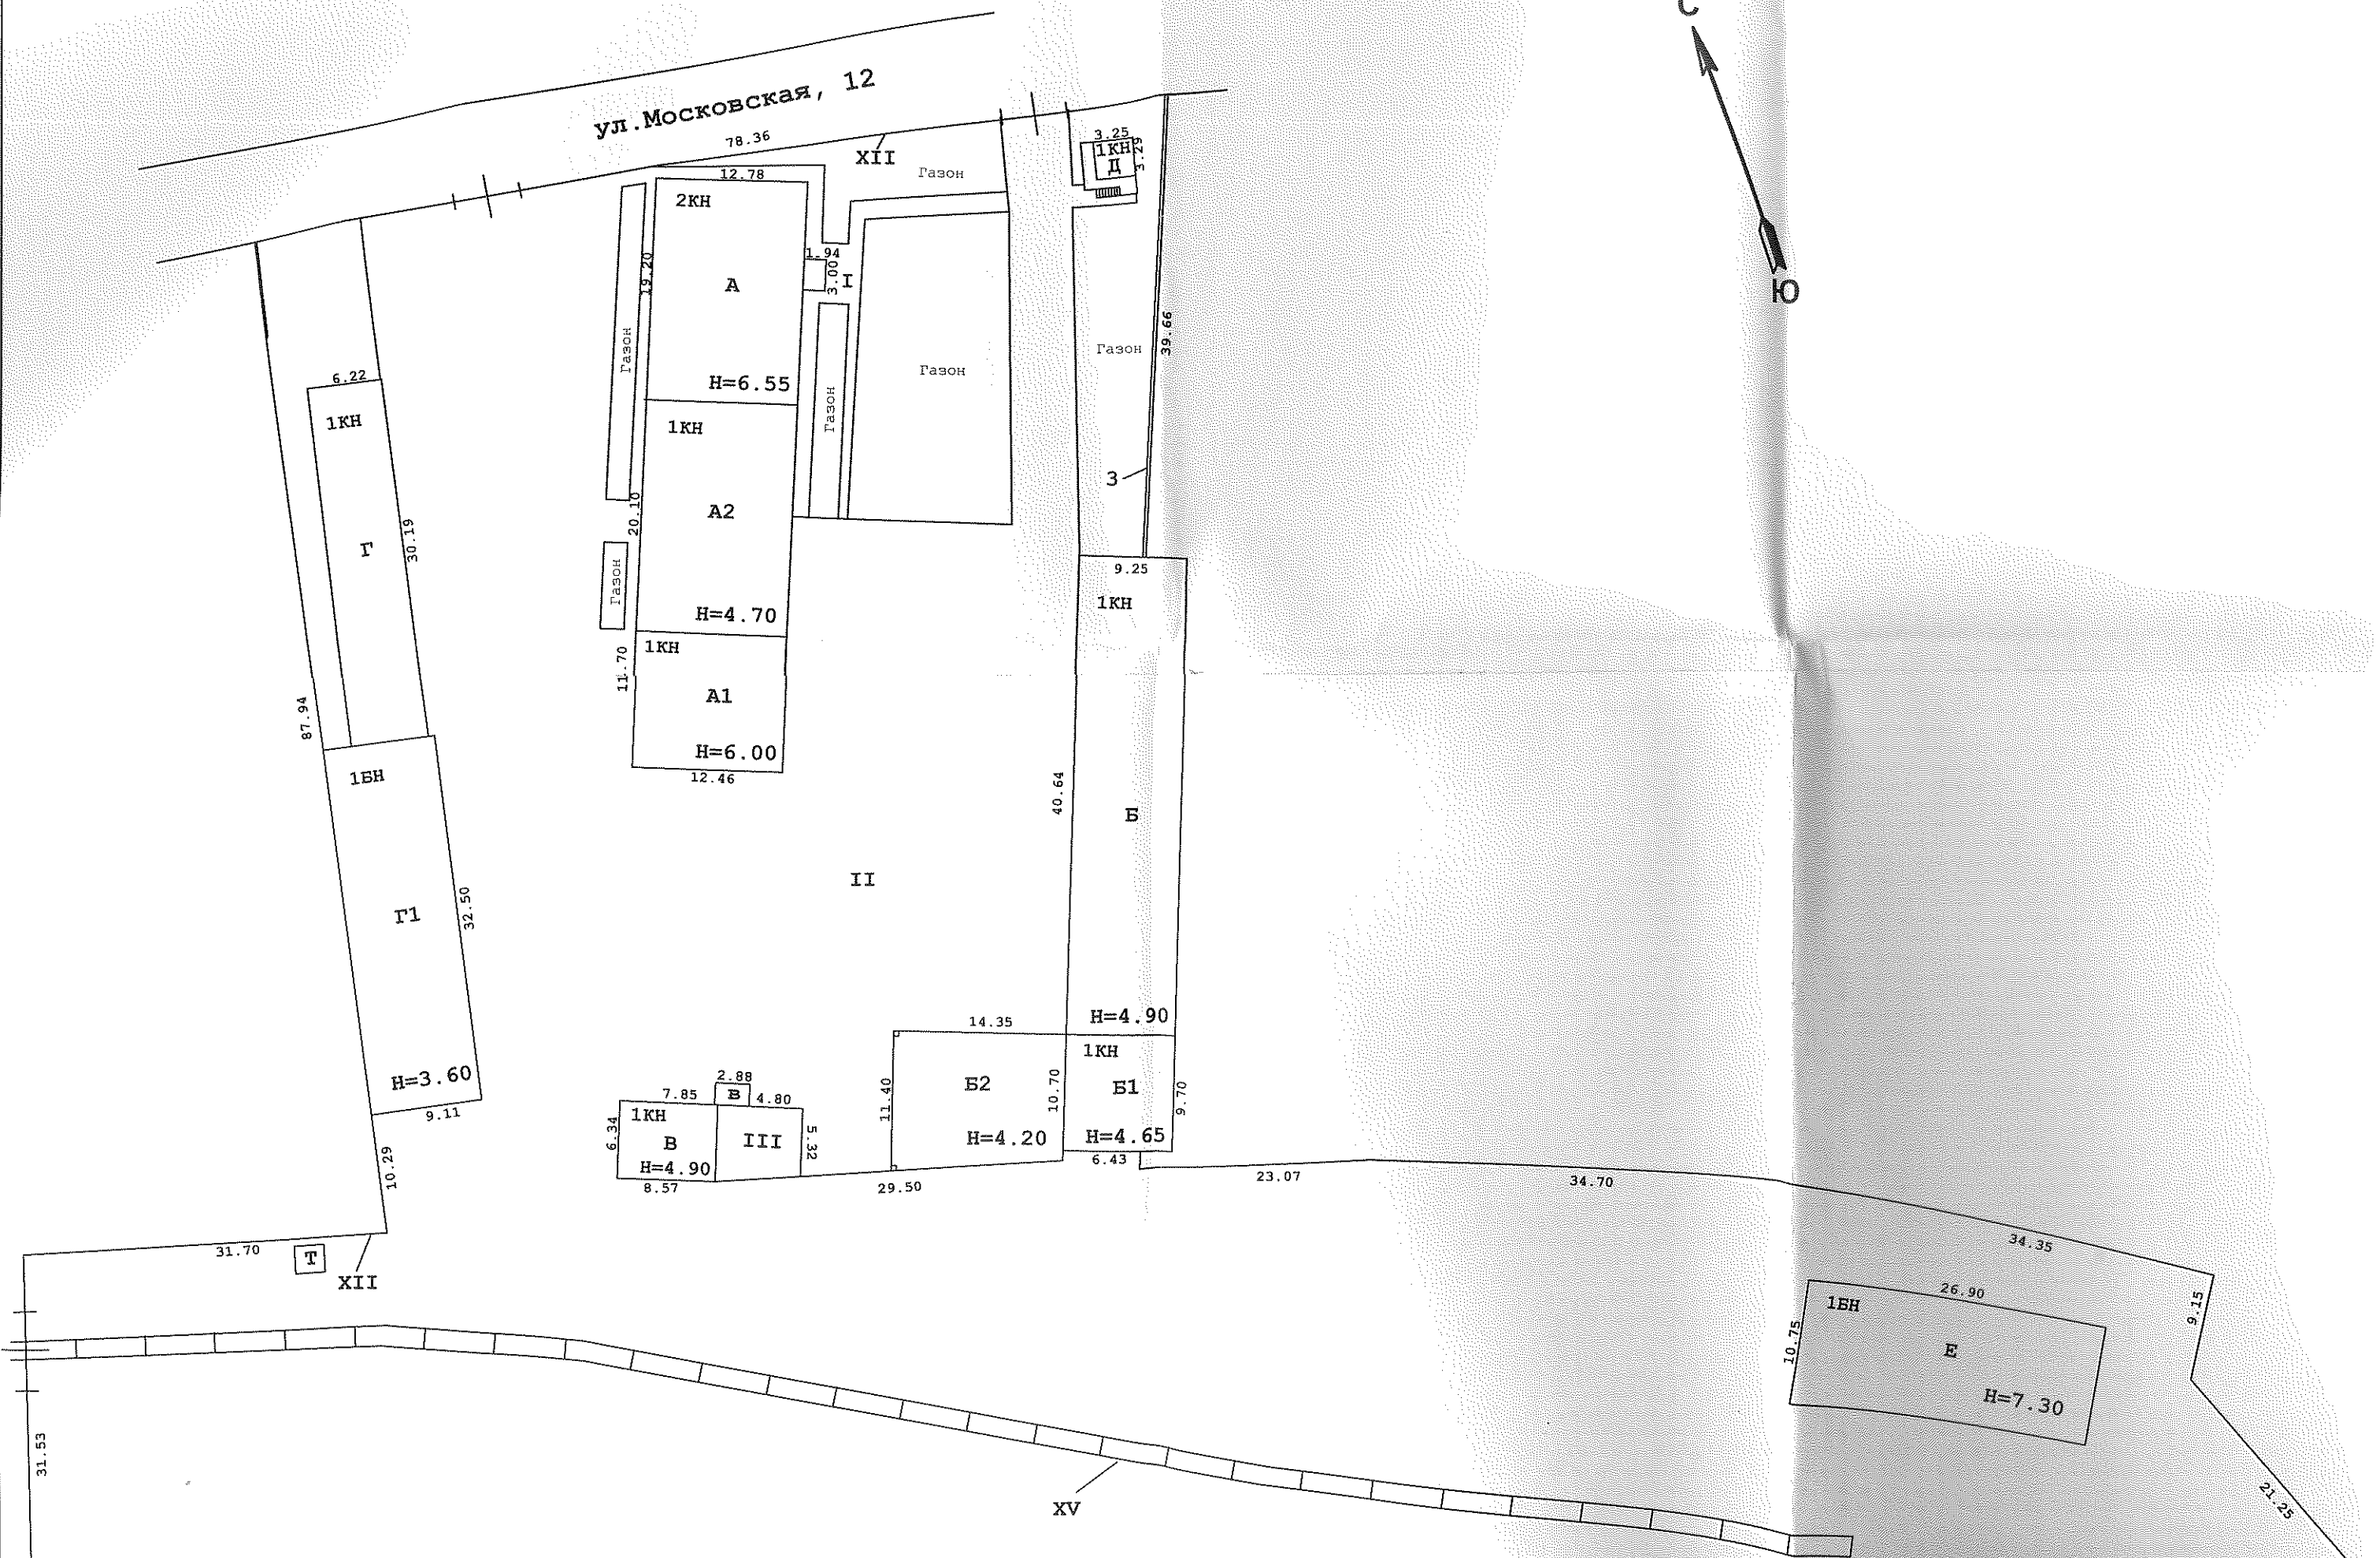 С
ул.Московская, 12
78.36
XII
3.25
1КН
3.29
Д
Газон
12.78
2КН
19.20
А
1.94
3.00
I
Ю
Газон
H=6.55
Газон
Газон
Газон
39.66
6.22
1КН
1КН
3
Г
30.19
20.10
А2
Газон
9.25
1КН
H=4.70
1КН
11.70
А1
87.94
H=6.00
12.46
1БН
40.64
Б
II
Г1
32.50
14.35
H=4.90
1КН
H=3.60
9.11
2.88
7.85
В
4.80
Б2
Б1
11.40
10.70
9.70
1КН
6.34
В
III
5.32
H=4.20
H=4.65
H=4.90
6.43
8.57
29.50
23.07
34.70
10.29
31.70
Т
XII
34.35
26.90
1БН
9.15
10.75
Е
H=7.30
31.53
XV
21.25